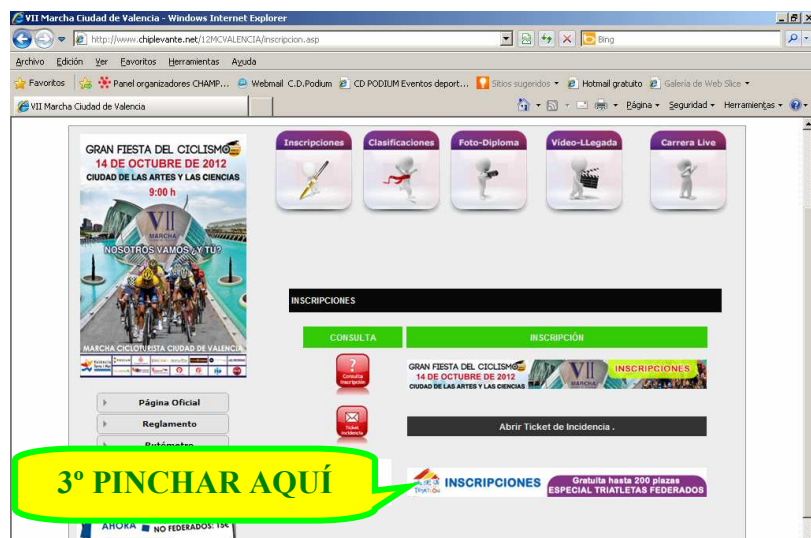 VII Marcha Ciudad de Valencia - Windows Internet Explorer
http://www.chiplevante.net/12MCVALENCIA/inscripcion.asp
Bing
Archivo Edición Ver Favoritos Herramientas Ayuda
Favoritos Panel organizadores CHAMP... Webmail C.D.Podium CD PODIUM Eventos deport... Sitios sugeridos Hotmail gratuito Galería de Web Slice
VII Marcha Ciudad de Valencia
Página Seguridad Herramientas
GRAN FIESTA DEL CICLISMO
14 DE OCTUBRE DE 2012
CIUDAD DE LAS ARTES Y LAS CIENCIAS
9:00 h
VII
MARCHA
NOSOTROS VAMOS ¿Y TU?
MARCHA CICLOTURISTA CIUDAD DE VALENCIA
Inscripciones Clasificaciones Foto-Diploma Vídeo-LLegada Carrera Live
INSCRIPCIONES
CONSULTA INSCRIPCIÓN
?
Consulta
Inscripción
GRAN FIESTA DEL CICLISMO
14 DE OCTUBRE DE 2012
CIUDAD DE LAS ARTES Y LAS CIENCIAS
VII
MARCHA
INSCRIPCIONES
Ticket
Incidencia
Abrir Ticket de Incidencia .
Página Oficial
Reglamento
Rutómetro
3º PINCHAR AQUÍ
INSCRIPCIONES
Gratuita hasta 200 plazas
ESPECIAL TRIATLETAS FEDERADOS
AHORA NO FEDERADOS: 15€